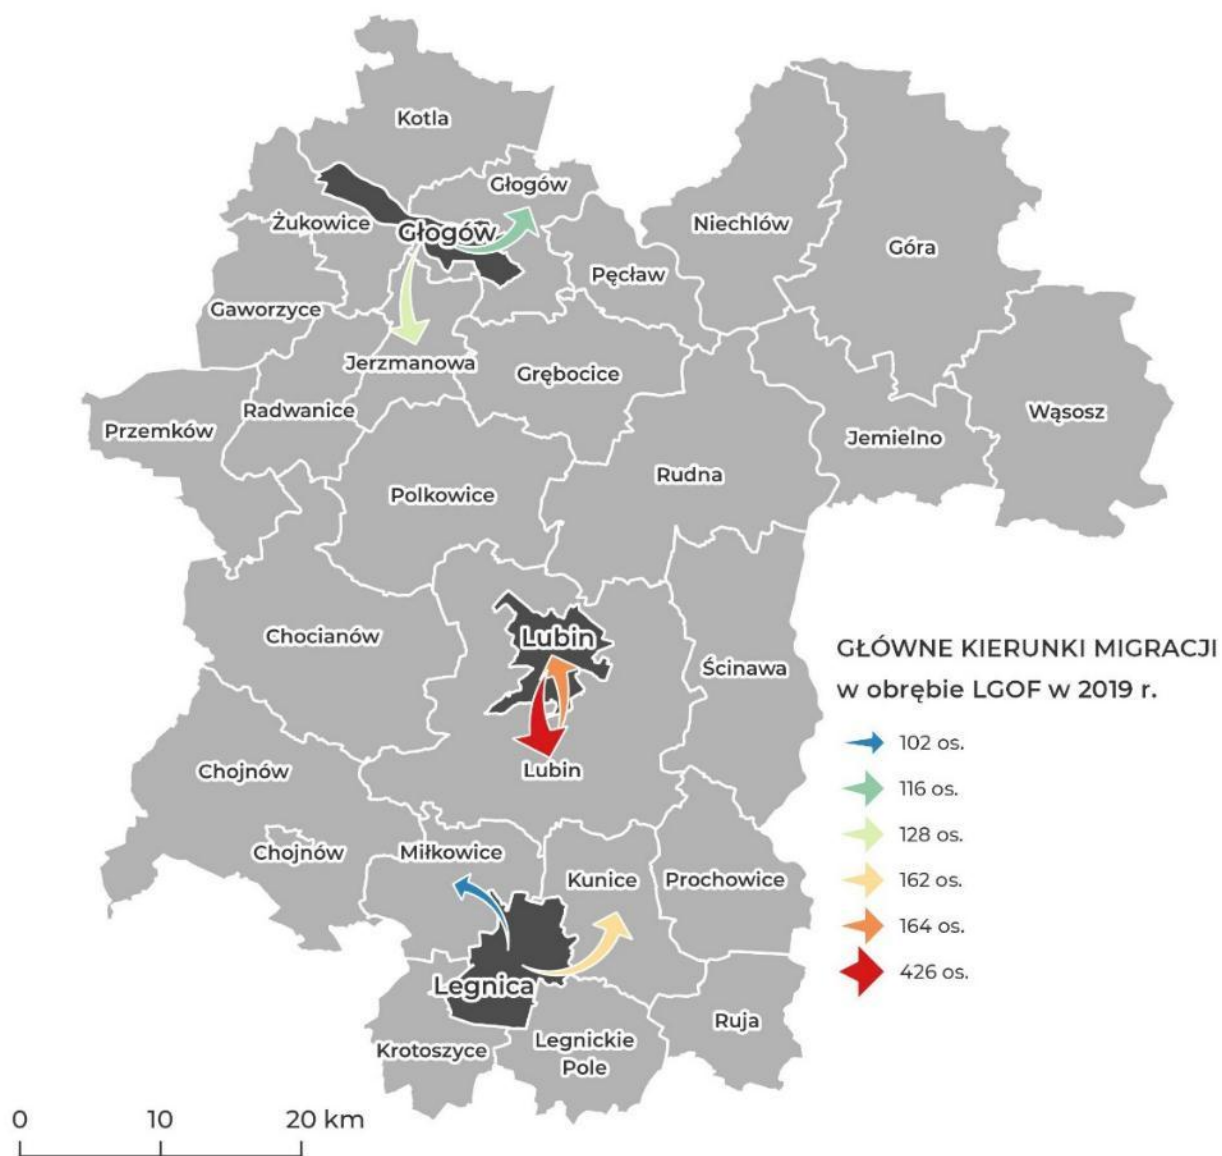 Kotla
Głogów
Żukowice
Głogów
Niechlów
Góra
Pęcław
Gaworzyce
Jerzmanowa
Grębocice
Radwanice
Przemków
Wąsosz
Jemielno
Rudna
Polkowice
Chocianów
Lubin
Ścinawa
Lubin
Chojnów
Chojnów
Miłkowice
Kunice
Prochowice
Legnica
Ruja
Krotoszyce
Legnickie
Pole
GŁÓWNE KIERUNKI MIGRACJI
w obrębie LGOF w 2019 r.
102 os.
116 os.
128 os.
162 os.
164 os.
426 os.
0 10 20 km